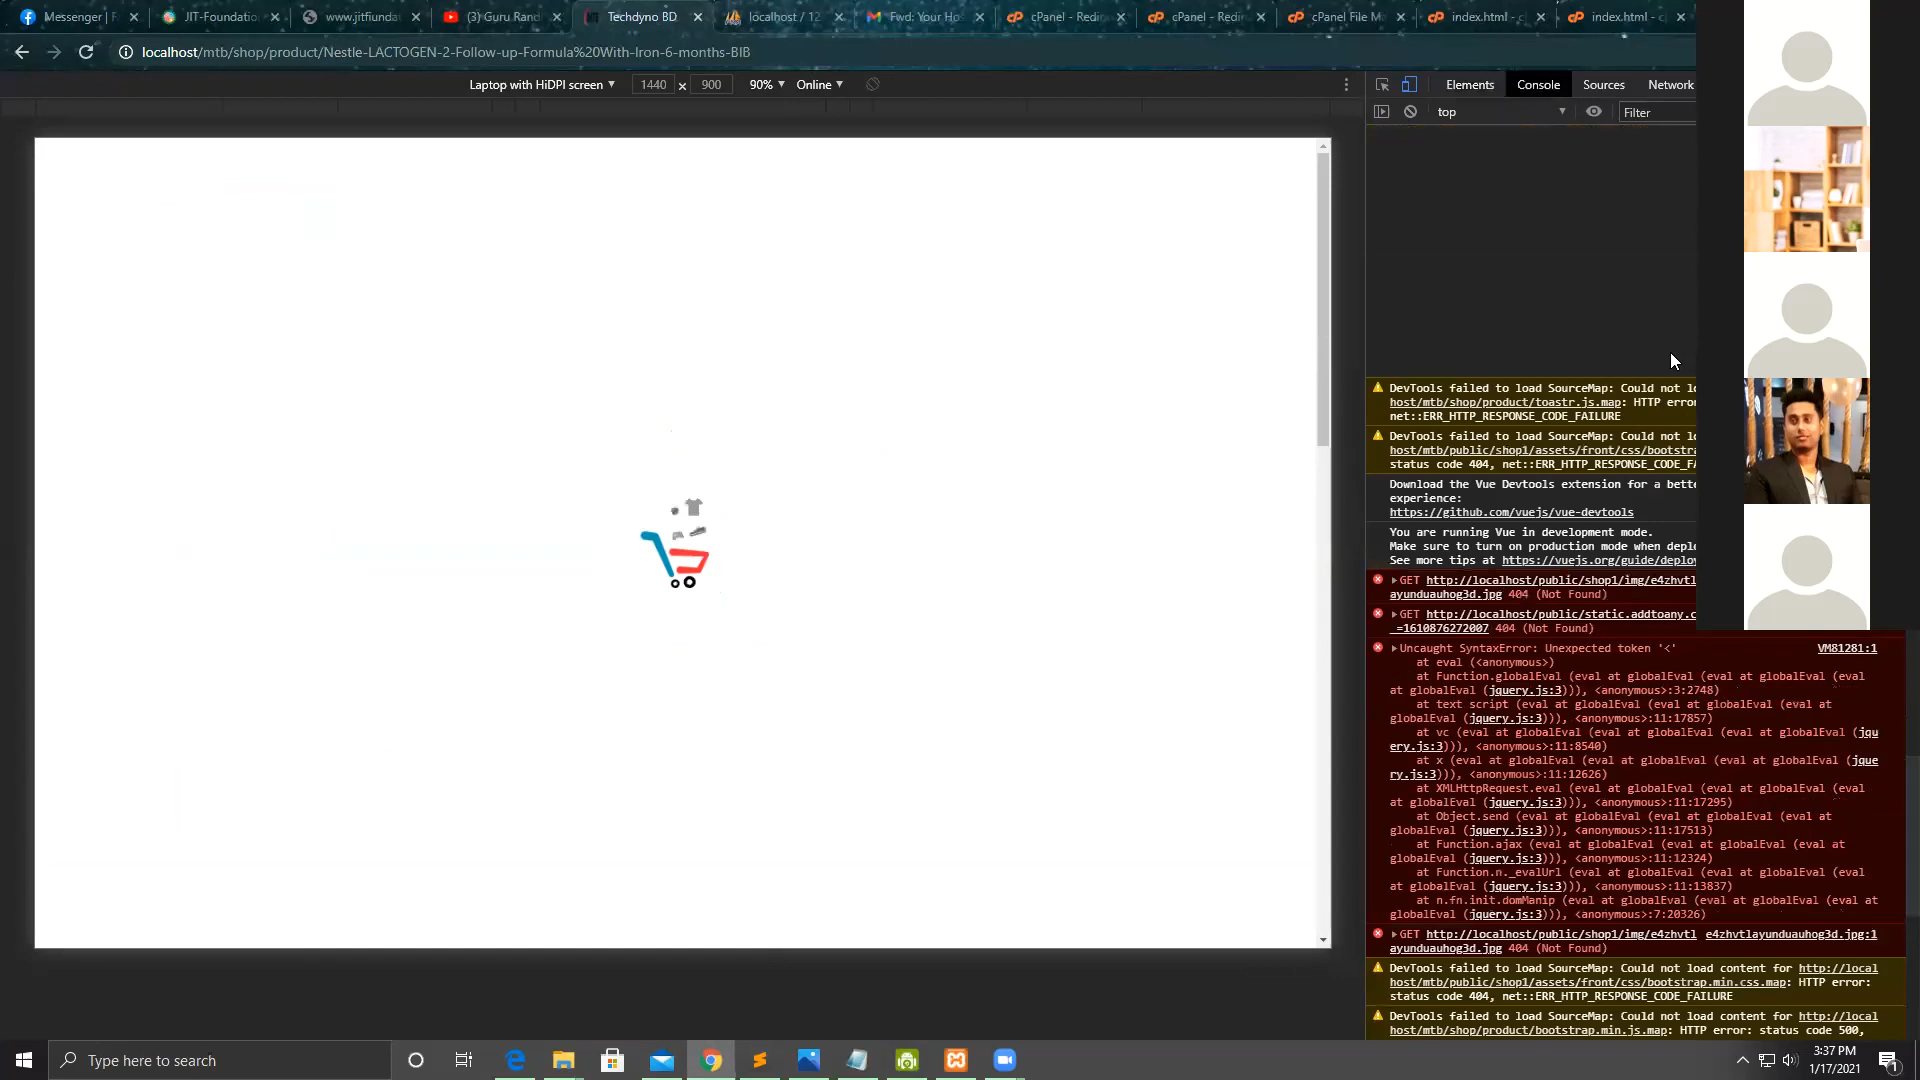 Messenger | F
JIT-Foundatio
www.jitfiundat
(3) Guru Rand
Techdyno BD
localhost / 12
Fwd: Your Ho
cPanel - Redir
cPanel - Redir
cPanel File M
index.html - c
index.html - c
localhost/mtb/shop/product/Nestle-LACTOGEN-2-Follow-up-Formula%20With-Iron-6-months-BIB
Laptop with HiDPI screen 1440 x 900 90% Online
Elements Console Sources Network
top Filter
DevTools failed to load SourceMap: Could not lo
host/mtb/shop/product/toastr.js.map: HTTP error
net::ERR_HTTP_RESPONSE_CODE_FAILURE
DevTools failed to load SourceMap: Could not lo
host/mtb/public/shop1/assets/front/css/bootstra
status code 404, net::ERR_HTTP_RESPONSE_CODE_FA
Download the Vue Devtools extension for a bette
experience:
https://github.com/vuejs/vue-devtools
You are running Vue in development mode.
Make sure to turn on production mode when deplo
See more tips at https://vuejs.org/guide/deploy
GET http://localhost/public/shop1/img/e4zhvtl
ayunduauhog3d.jpg 404 (Not Found)
GET http://localhost/public/static.addtoany.c
_=1610876272007 404 (Not Found)
Uncaught SyntaxError: Unexpected token '<' VM81281:1
at eval (<anonymous>)
at Function.globalEval (eval at globalEval (eval at globalEval (eval
at globalEval (jquery.js:3))), <anonymous>:3:2748)
at text script (eval at globalEval (eval at globalEval (eval at
globalEval (jquery.js:3))), <anonymous>:11:17857)
at vc (eval at globalEval (eval at globalEval (eval at globalEval (jqu
ery.js:3))), <anonymous>:11:8540)
at x (eval at globalEval (eval at globalEval (eval at globalEval (jque
ry.js:3))), <anonymous>:11:12626)
at XMLHttpRequest.eval (eval at globalEval (eval at globalEval (eval
at globalEval (jquery.js:3))), <anonymous>:11:17295)
at Object.send (eval at globalEval (eval at globalEval (eval at
globalEval (jquery.js:3))), <anonymous>:11:17513)
at Function.ajax (eval at globalEval (eval at globalEval (eval at
globalEval (jquery.js:3))), <anonymous>:11:12324)
at Function.n._evalUrl (eval at globalEval (eval at globalEval (eval
at globalEval (jquery.js:3))), <anonymous>:11:13837)
at n.fn.init.domManip (eval at globalEval (eval at globalEval (eval at
globalEval (jquery.js:3))), <anonymous>:7:20326)
GET http://localhost/public/shop1/img/e4zhvtl e4zhvtlayunduauhog3d.jpg:1
ayunduauhog3d.jpg 404 (Not Found)
DevTools failed to load SourceMap: Could not load content for http://local
host/mtb/public/shop1/assets/front/css/bootstrap.min.css.map: HTTP error:
status code 404, net::ERR_HTTP_RESPONSE_CODE_FAILURE
DevTools failed to load SourceMap: Could not load content for http://local
host/mtb/shop/product/bootstrap.min.js.map: HTTP error: status code 500,
Type here to search
3:37 PM
1/17/2021
1